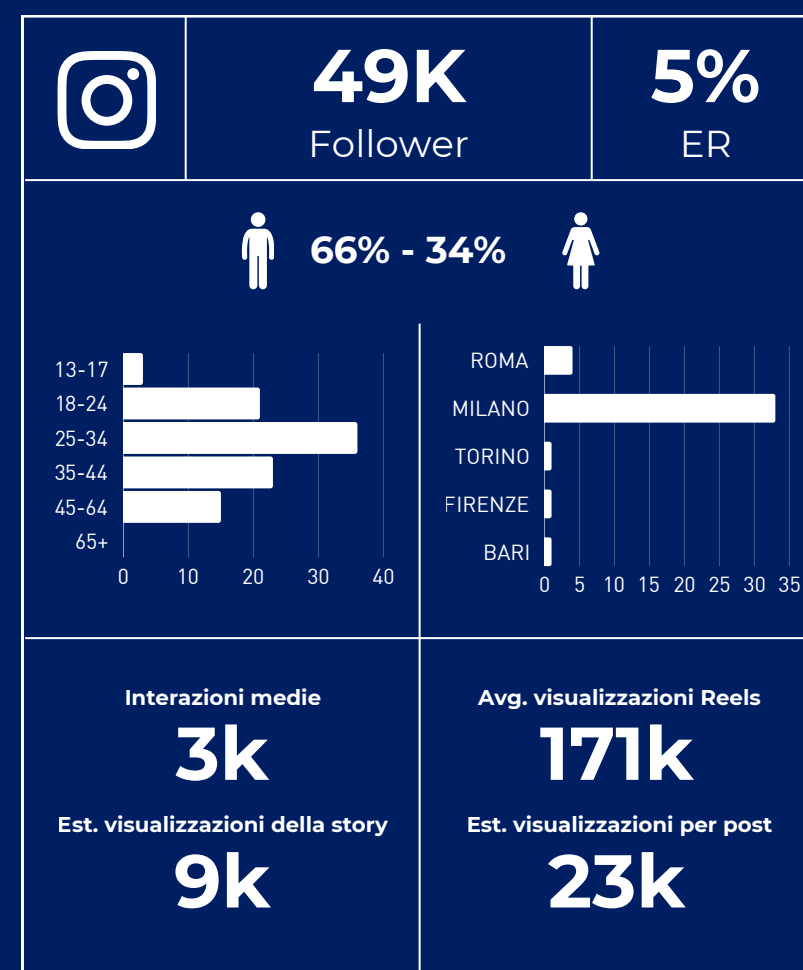 49K
Follower
5%
ER
66% - 34%
13-17
18-24
25-34
35-44
45-64
65+
0 10 20 30 40
ROMA
MILANO
TORINO
FIRENZE
BARI
0 5 10 15 20 25 30 35
Interazioni medie
3k
Est. visualizzazioni della story
9k
Avg. visualizzazioni Reels
171k
Est. visualizzazioni per post
23k